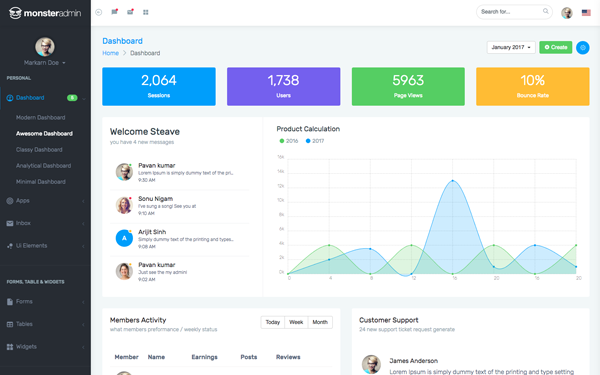 monsteradmin
Search for...
Markarn Doe
PERSONAL
Dashboard
Modern Dashboard
Awesome Dashboard
Classy Dashboard
Analytical Dashboard
Minimal Dashboard
Apps
Inbox
UI Elements
FORMS, TABLE & WIDGETS
Forms
Tables
Widgets
Dashboard
Home > Dashboard
January 2017
Create
2,064
Sessions
1,738
Users
5963
Page Views
10%
Bounce Rate
Welcome Steave
you have 4 new messages
Pavan kumar
Lorem Ipsum is simply dummy text of the pri...
9:30 AM
Sonu Nigam
I've sung a song! See you at
9:10 AM
A
Arijit Sinh
Simply dummy text of the printing and types...
9:08 AM
Pavan kumar
Just see the my admin!
9:02 AM
Product Calculation
2016 2017
16k
14k
12k
10k
8k
6k
4k
2k
0k
0 4 8 12 16 20
Members Activity
what members preformance / weekly status
Today Week Month
Member Name Earnings Posts Reviews
Customer Support
24 new support ticket request generate
James Anderson
Lorem Ipsum is simply dummy text of the printing and type setting